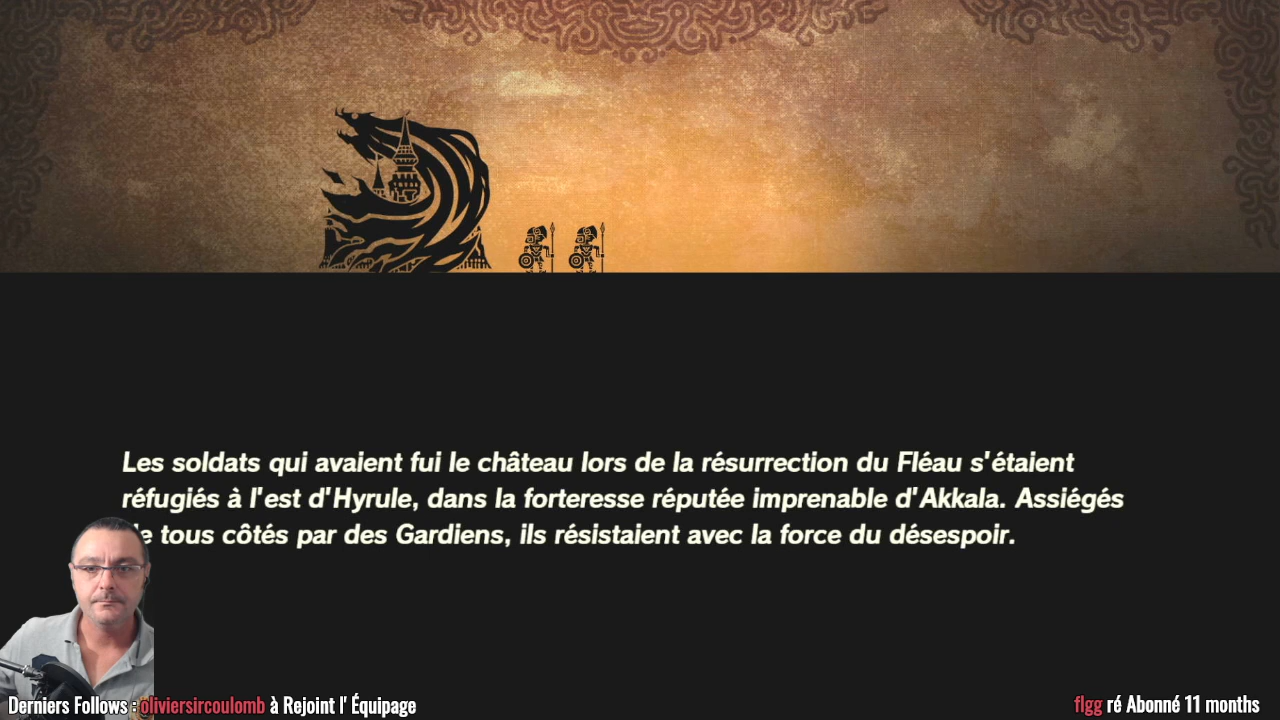 Les soldats qui avaient fui le château lors de la résurrection du Fléau s'étaient
réfugiés à l'est d'Hyrule, dans la forteresse réputée imprenable d'Akkala. Assiégés
tous côtés par des Gardiens, ils résistaient avec la force du désespoir.
Derniers Follows : oliviersircoulomb à Rejoint l' Équipage
flgg ré Abonné 11 months